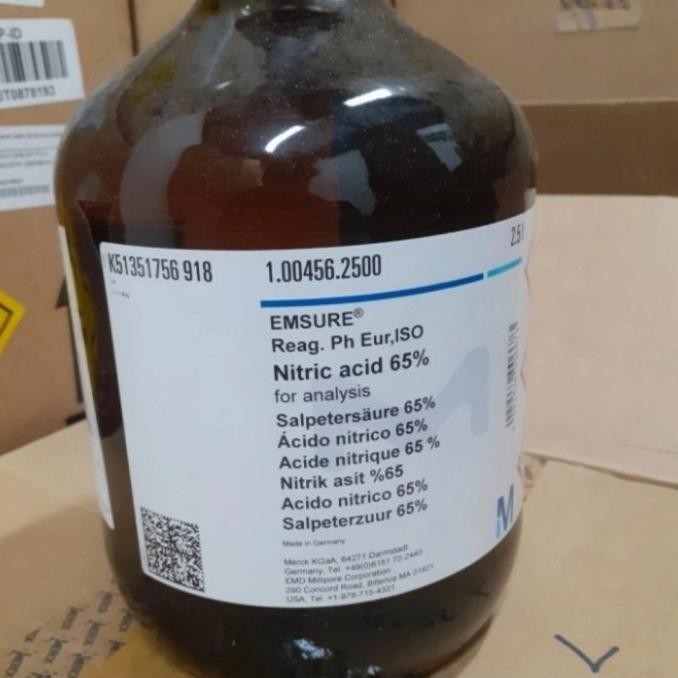 P-ID
K51351756 918
1.00456.2500
2.5 l
EMSURE®
Reag. Ph Eur,ISO
Nitric acid 65%
for analysis
Salpetersäure 65%
Ácido nítrico 65%
Acide nitrique 65 %
Nitrik asit %65
Acido nitrico 65%
Salpeterzuur 65%
Made in Germany
Merck KGaA, 64271 Darmstadt
Germany, Tel. +49(0)6151 72-2440
EMD Millipore Corporation
290 Concord Road, Billerica MA 01821
USA, Tel. +1-978-715-4321
M